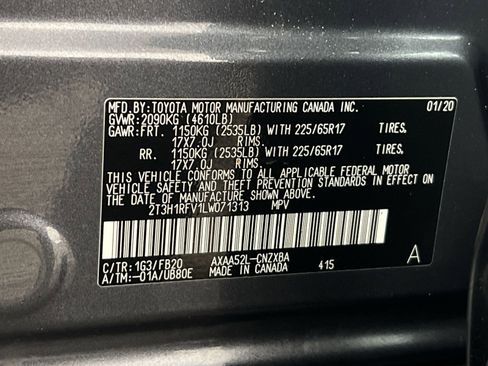 MFD.BY:TOYOTA MOTOR MANUFACTURING CANADA INC. 01/20
GVWR:2090KG (4610LB)
GAWR:FRT. 1150KG (2535LB) WITH 225/65R17 TIRES.
17X7.0J RIMS.
RR. 1150KG (2535LB) WITH 225/65R17 TIRES.
17X7.0J RIMS.
THIS VEHICLE CONFORMS TO ALL APPLICABLE FEDERAL MOTOR
VEHICLE SAFETY AND THEFT PREVENTION STANDARDS IN EFFECT ON
THE DATE OF MANUFACTURE SHOWN ABOVE.
2T3H1RFV1LW071313 MPV
C/TR:1G3/FB20 AXAA52L-CNZXBA A
A/TM:-01A/UB80E MADE IN CANADA 415